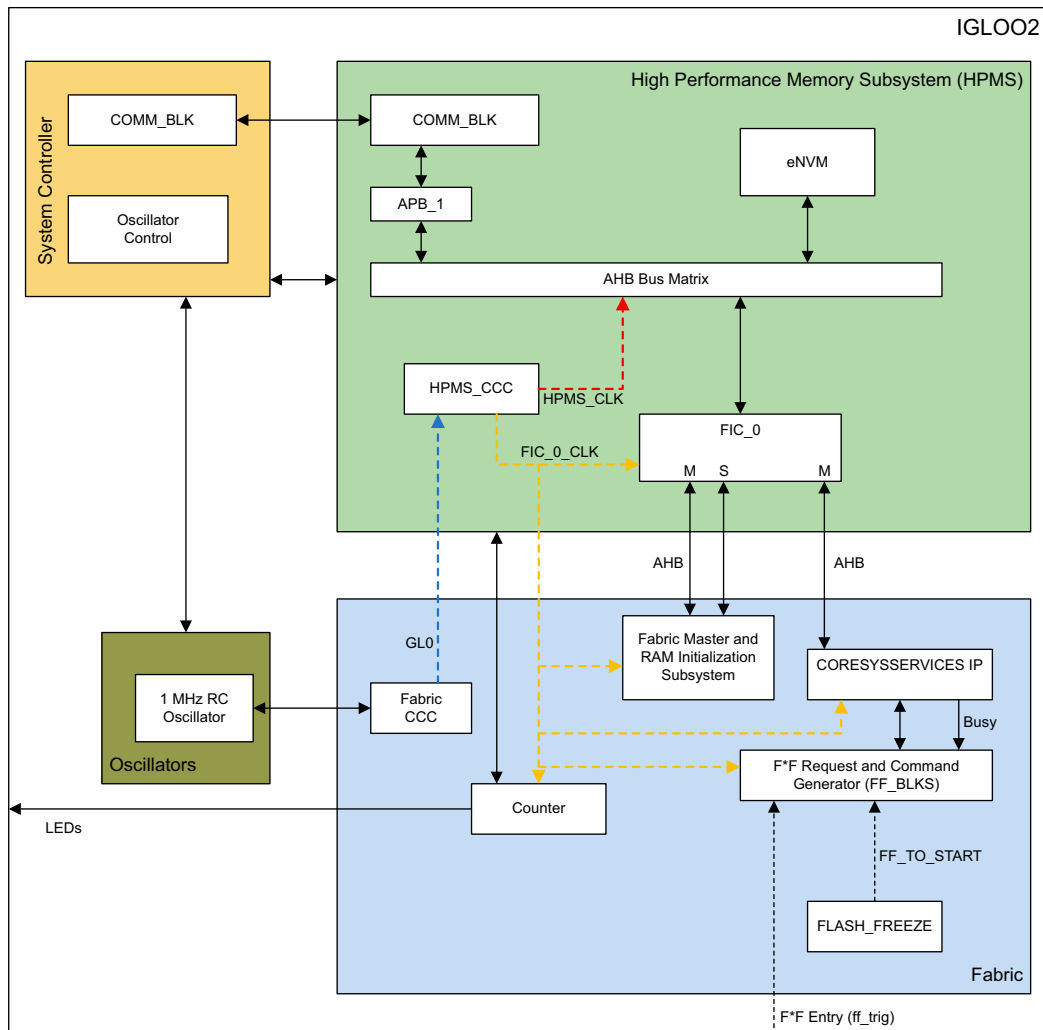 IGLOO2
System Controller
COMM_BLK
Oscillator
Control
High Performance Memory Subsystem (HPMS)
COMM_BLK
eNVM
APB_1
AHB Bus Matrix
HPMS_CCC
HPMS_CLK
FIC_0_CLK
FIC_0
M
S
M
AHB
AHB
GL0
Fabric Master and
RAM Initialization
Subsystem
CORESYSSERVICES IP
1 MHz RC
Oscillator
Oscillators
Fabric
CCC
Busy
F*F Request and Command
Generator (FF_BLKS)
Counter
LEDs
FF_TO_START
FLASH_FREEZE
Fabric
F*F Entry (ff_trig)